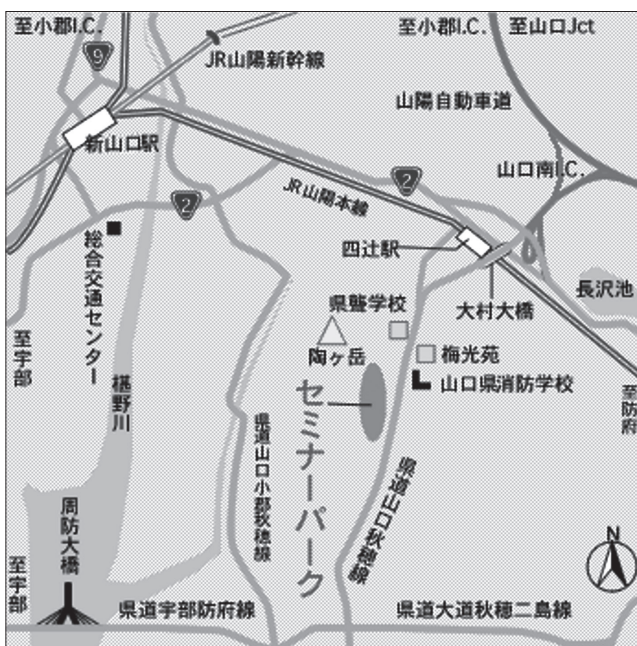 至小郡I.C.
至小郡I.C.
至山口Jct
9
JR山陽新幹線
山陽自動車道
新山口駅
山口南I.C.
2
2
JR山陽本線
四辻駅
総合交通センター
長沢池
大村大橋
県聾学校
陶ヶ岳
梅光苑
山口県消防学校
至宇部
椹野川
至防府
セミナーパーク
県道山口小郡秋穂線
県道山口秋穂線
周防大橋
N
至宇部
県道宇部防府線
県道大道秋穂二島線